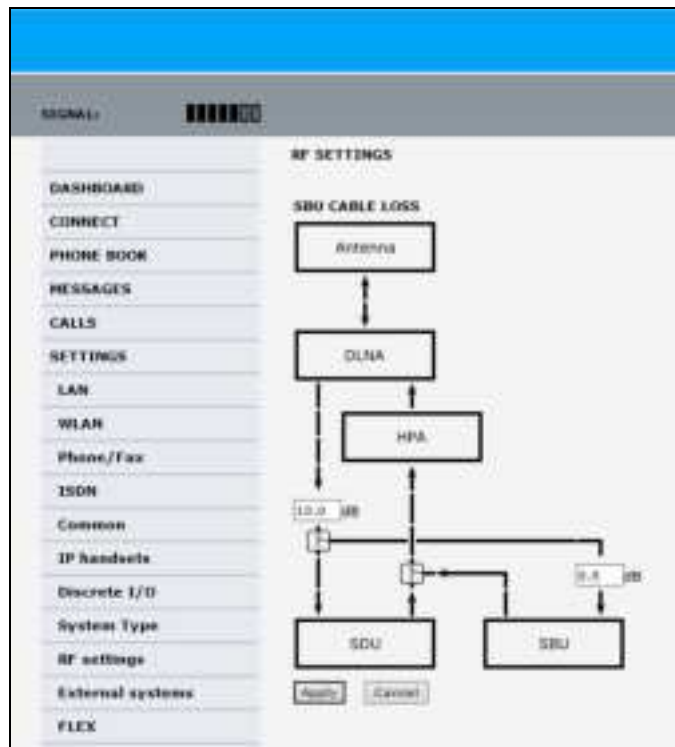 SIGNAL:
RF SETTINGS
DASHBOARD
CONNECT
PHONE BOOK
MESSAGES
CALLS
SETTINGS
LAN
WLAN
Phone/Fax
ISDN
Common
IP handsets
Discrete I/O
System Type
RF settings
External systems
FLEX
SBU CABLE LOSS
Antenna
DLNA
HPA
10.0 dB
dB
SDU
SBU
Apply
Cancel